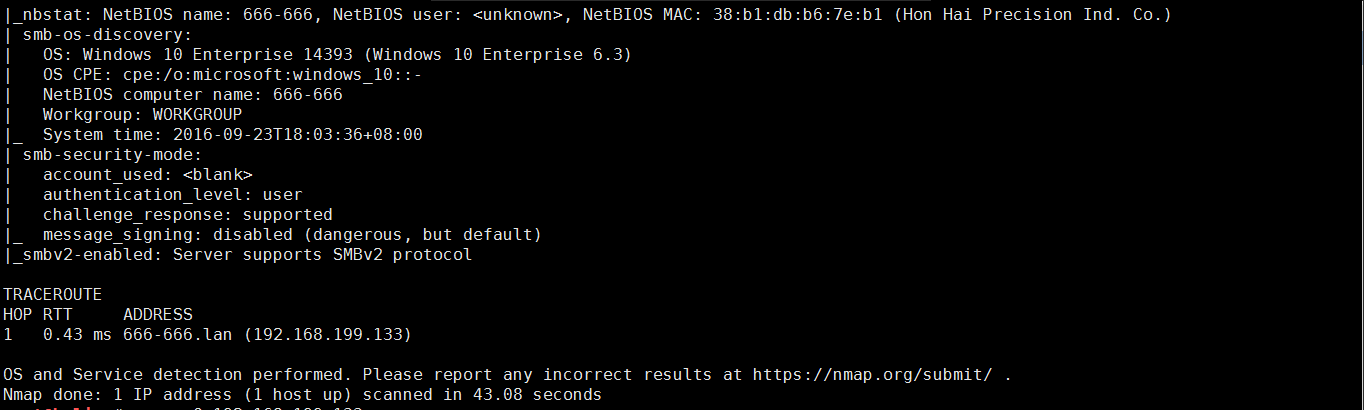 |_nbstat: NetBIOS name: 666-666, NetBIOS user: <unknown>, NetBIOS MAC: 38:b1:db:b6:7e:b1 (Hon Hai Precision Ind. Co.)
| smb-os-discovery:
|   OS: Windows 10 Enterprise 14393 (Windows 10 Enterprise 6.3)
|   OS CPE: cpe:/o:microsoft:windows_10::-
|   NetBIOS computer name: 666-666
|   Workgroup: WORKGROUP
|_  System time: 2016-09-23T18:03:36+08:00
| smb-security-mode:
|   account_used: <blank>
|   authentication_level: user
|   challenge_response: supported
|_  message_signing: disabled (dangerous, but default)
|_smbv2-enabled: Server supports SMBv2 protocol
TRACEROUTE
HOP RTT     ADDRESS
1   0.43 ms 666-666.lan (192.168.199.133)
OS and Service detection performed. Please report any incorrect results at https://nmap.org/submit/ .
Nmap done: 1 IP address (1 host up) scanned in 43.08 seconds